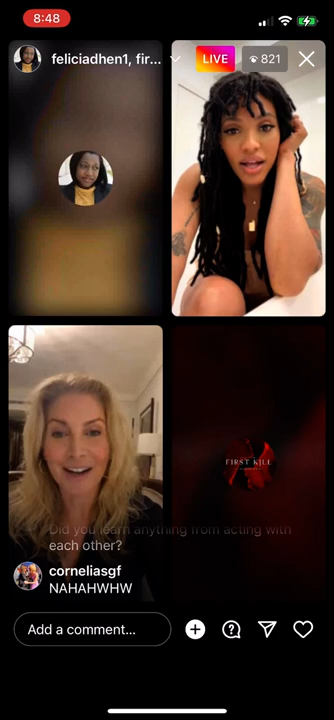 8:48
feliciadhen1, fir...
LIVE
821
FIRST KILL
Did you learn anything from acting with
each other?
corneliasgf
NAHAHWHW
Add a comment...